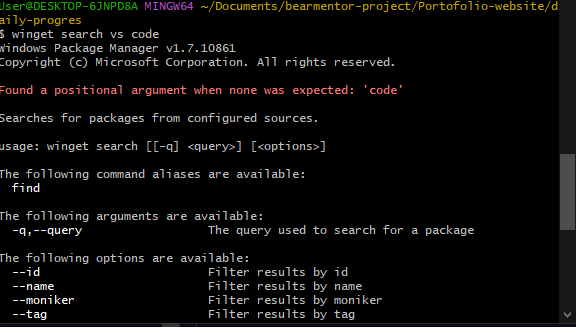 User@DESKTOP-6JNPD8A MINGW64 ~/Documents/bearmentor-project/Portofolio-website/d
aily-progres
$ winget search vs code
Windows Package Manager v1.7.10861
Copyright (c) Microsoft Corporation. All rights reserved.
Found a positional argument when none was expected: 'code'
Searches for packages from configured sources.
usage: winget search [[-q] <query>] [<options>]
The following command aliases are available:
  find
The following arguments are available:
  -q,--query                  The query used to search for a package
The following options are available:
  --id                        Filter results by id
  --name                      Filter results by name
  --moniker                   Filter results by moniker
  --tag                       Filter results by tag